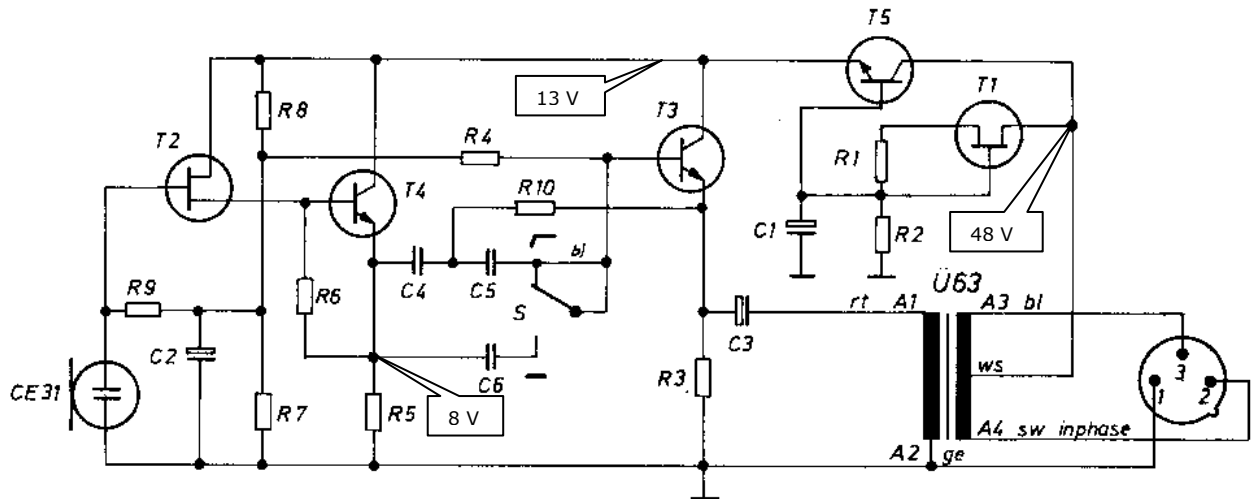 T5
13 V
T1
R8
T2
R4
T3
R1
T4
R10
C1
R2
48 V
bl
Ü63
R6
C4
C5
S
rt A1
A3 bl
R9
C3
C2
ws
3
CE31
C6
R3
1
2
R7
R5
8 V
A4 sw inphase
A2
ge